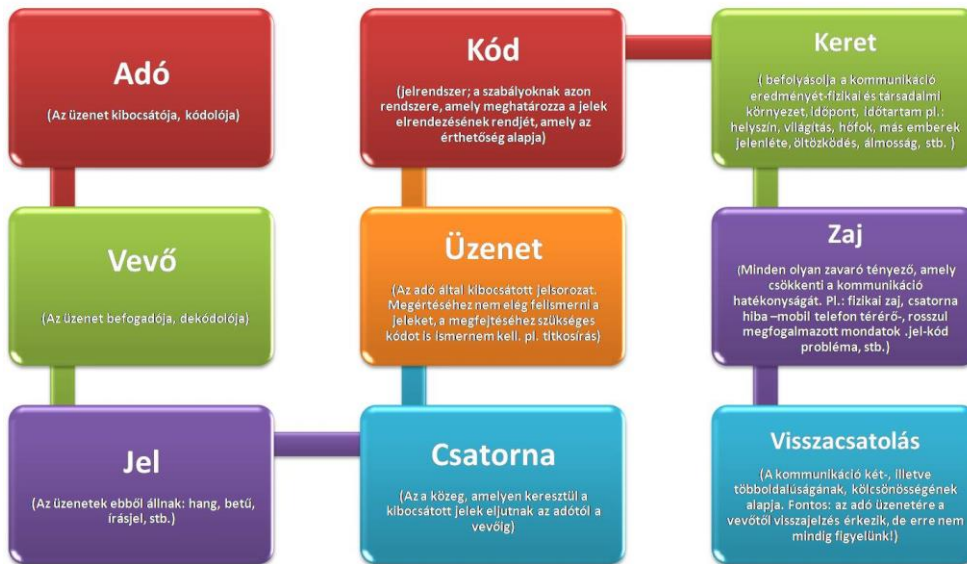 Adó
(Az üzenet kibocsátója, kódolója)
Vevő
(Az üzenet befogadója, dekódolója)
Jel
(Az üzenetek ebből állnak: hang, betű,
írásjel, stb.)
Csatorna
(Az a közeg, amelyen keresztül a
kibocsátott jelek eljutnak az adótól a
vevőig)
Üzenet
(Az adó által kibocsátott jelsorozat.
Megértéséhez nem elég felismerni a
jeleket, a megfejtéséhez szükséges
kódot is ismernem kell. pl. titkosírás)
Kód
(jelrendszer; a szabályoknak azon
rendszere, amely meghatározza a jelek
elrendezésének rendjét, amely az
érthetőség alapja)
Keret
( befolyásolja a kommunikáció
eredményét-fizikai és társadalmi
környezet, időpont, időtartam pl.:
helyszín, világítás, hőfok, más emberek
jelenléte, öltözködés, álmosság, stb. )
Zaj
(Minden olyan zavaró tényező, amely
csökkenti a kommunikáció
hatékonyságát. Pl.: fizikai zaj, csatorna
hiba –mobil telefon térérő-, rosszul
megfogalmazott mondatok .jel-kód
probléma, stb.)
Visszacsatolás
(A kommunikáció két-, illetve
többoldalúságának, kölcsönösségének
alapja. Fontos: az adó üzenetére a
vevőtől visszajelzés érkezik, de erre nem
mindig figyelünk!)